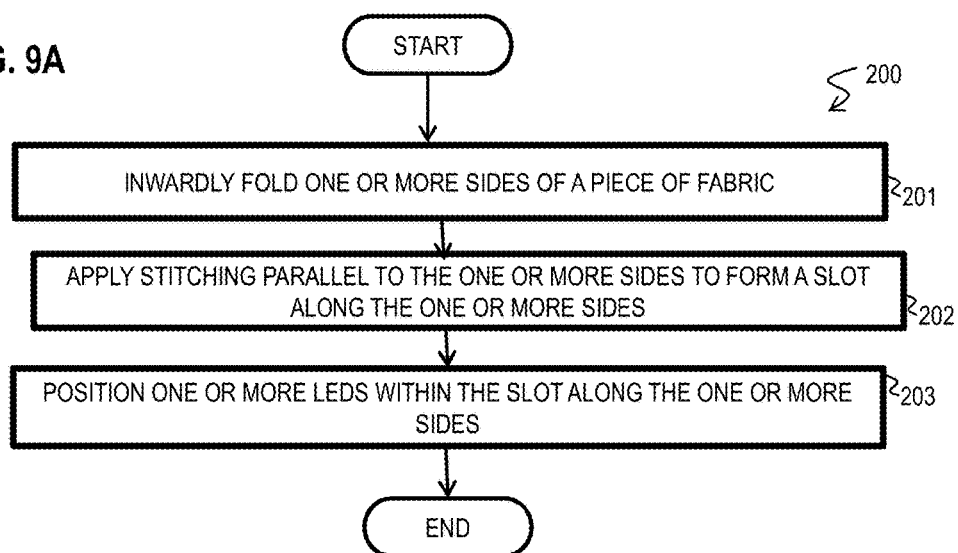 START
G. 9A
200
INWARDLY FOLD ONE OR MORE SIDES OF A PIECE OF FABRIC
201
APPLY STITCHING PARALLEL TO THE ONE OR MORE SIDES TO FORM A SLOT
ALONG THE ONE OR MORE SIDES
202
POSITION ONE OR MORE LEDS WITHIN THE SLOT ALONG THE ONE OR MORE
SIDES
203
END